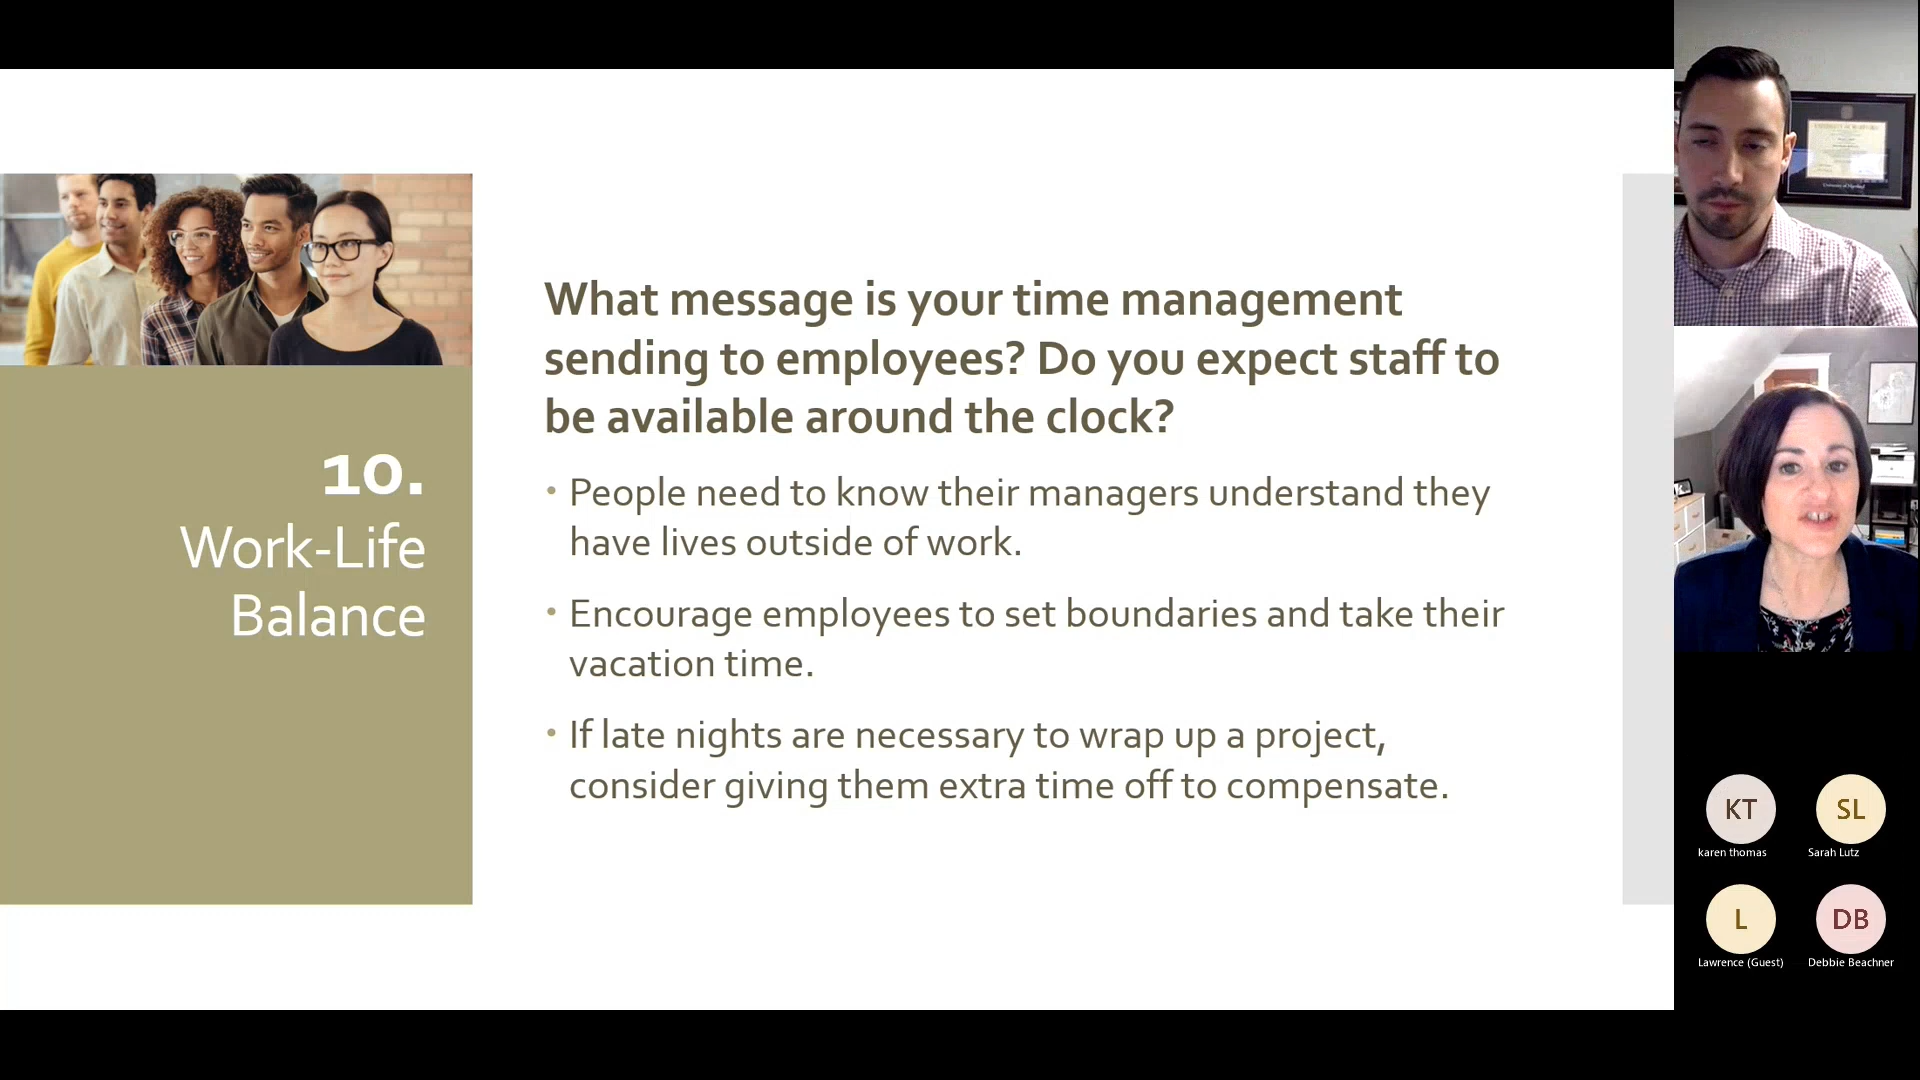 10.
Work-Life
Balance
What message is your time management
sending to employees? Do you expect staff to
be available around the clock?
• People need to know their managers understand they
have lives outside of work.
• Encourage employees to set boundaries and take their
vacation time.
• If late nights are necessary to wrap up a project,
consider giving them extra time off to compensate.
KT
karen thomas
SL
Sarah Lutz
L
Lawrence (Guest)
DB
Debbie Beachner